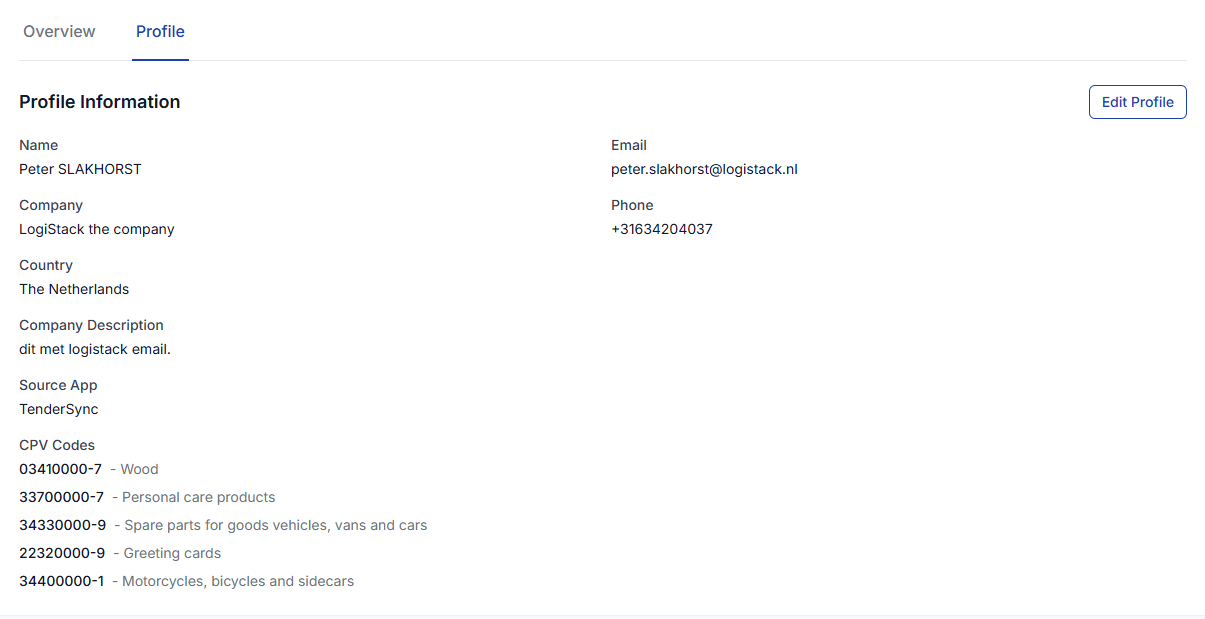 Overview
Profile
Profile Information
Edit Profile
Name
Peter SLAKHORST
Email
peter.slakhorst@logistack.nl
Company
LogiStack the company
Phone
+31634204037
Country
The Netherlands
Company Description
dit met logistack email.
Source App
TenderSync
CPV Codes
03410000-7 - Wood
33700000-7 - Personal care products
34330000-9 - Spare parts for goods vehicles, vans and cars
22320000-9 - Greeting cards
34400000-1 - Motorcycles, bicycles and sidecars